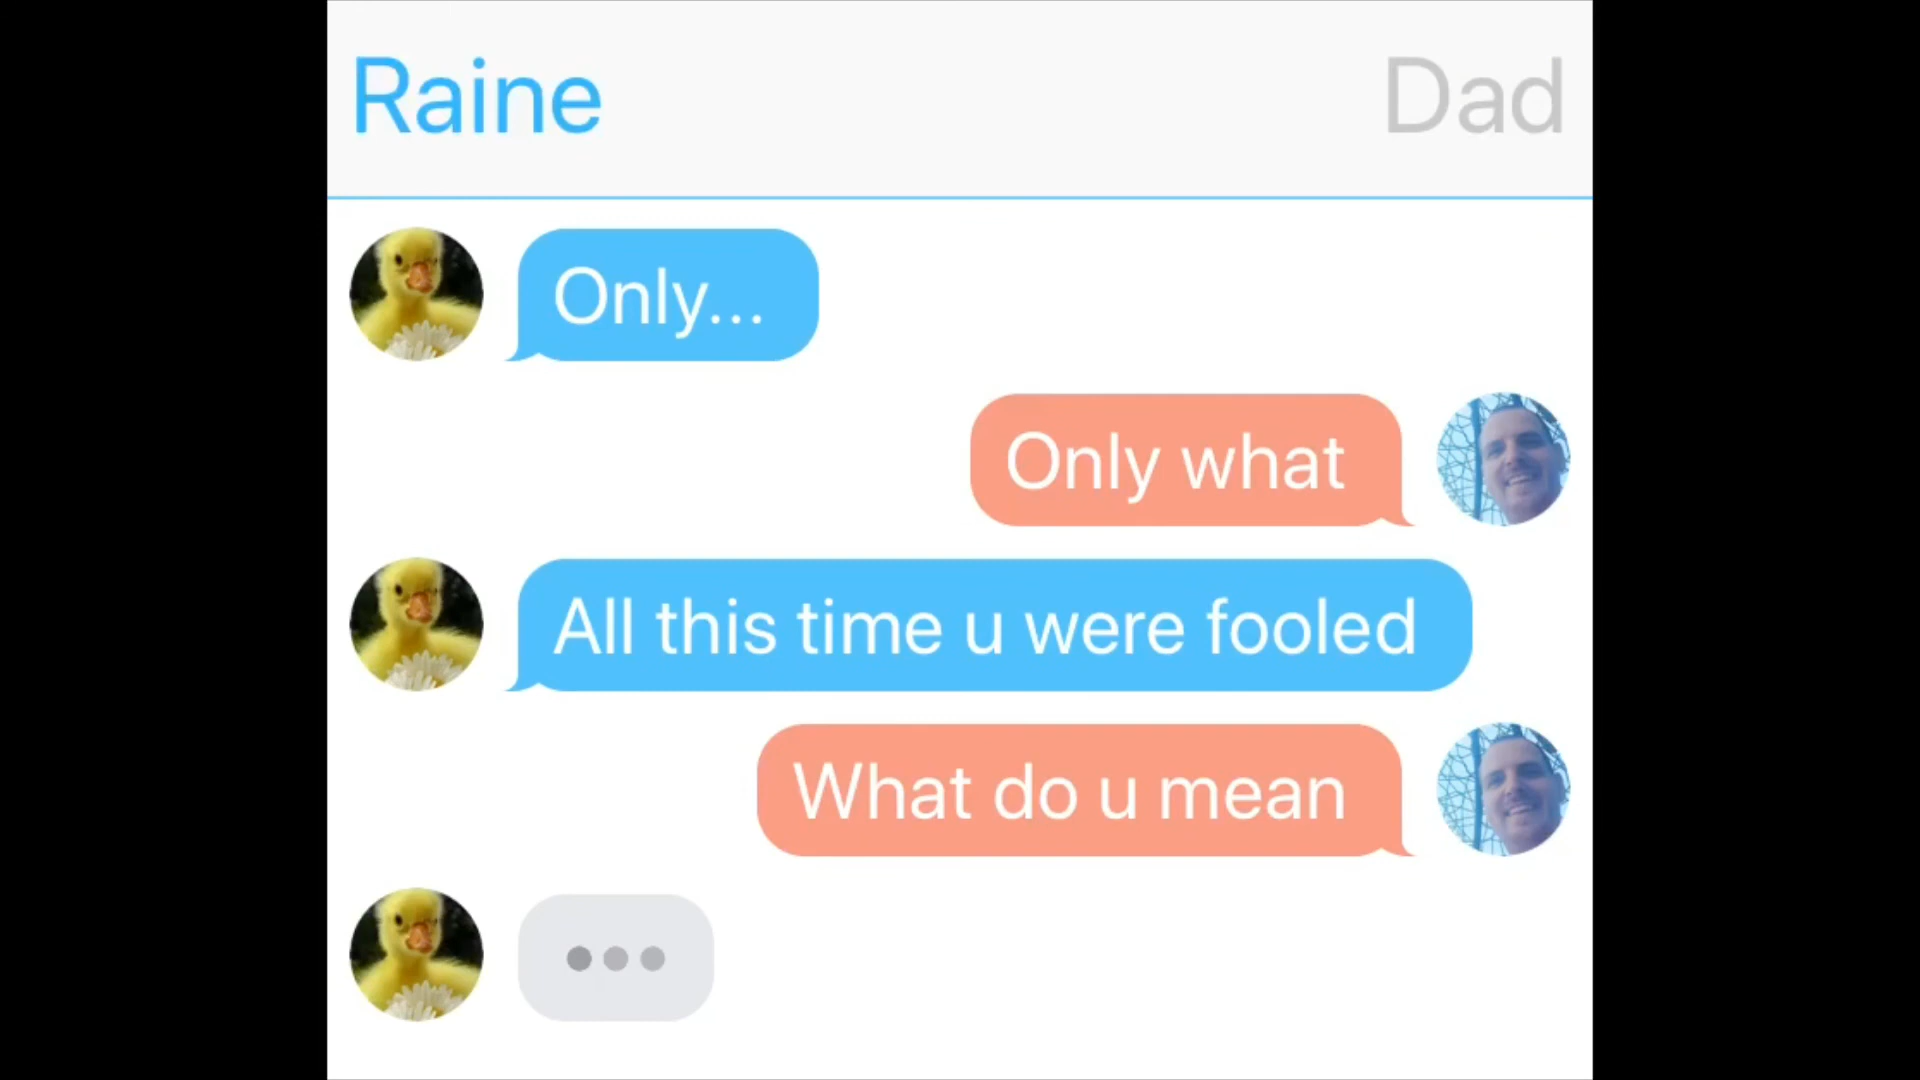 Raine
Dad
Only...
Only what
All this time u were fooled
What do u mean